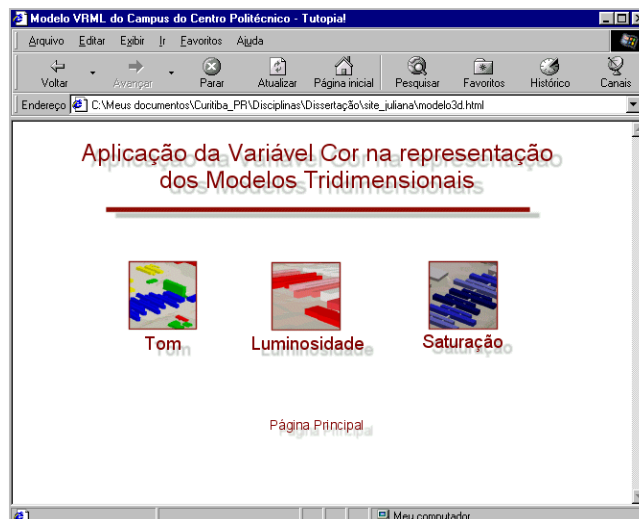 Modelo VRML do Campus do Centro Politécnico - Tutopia!
Arquivo Editar Exibir Ir Favoritos Ajuda
Voltar Avançar Parar Atualizar Página inicial Pesquisar Favoritos Histórico Canais
Endereço C:\Meus documentos\Curitiba_PR\Disciplinas\Dissertação\site_juliana\modelo3d.html
Aplicação da Variável Cor na representação
dos Modelos Tridimensionais
Tom Luminosidade Saturação
Página Principal
Meu computador